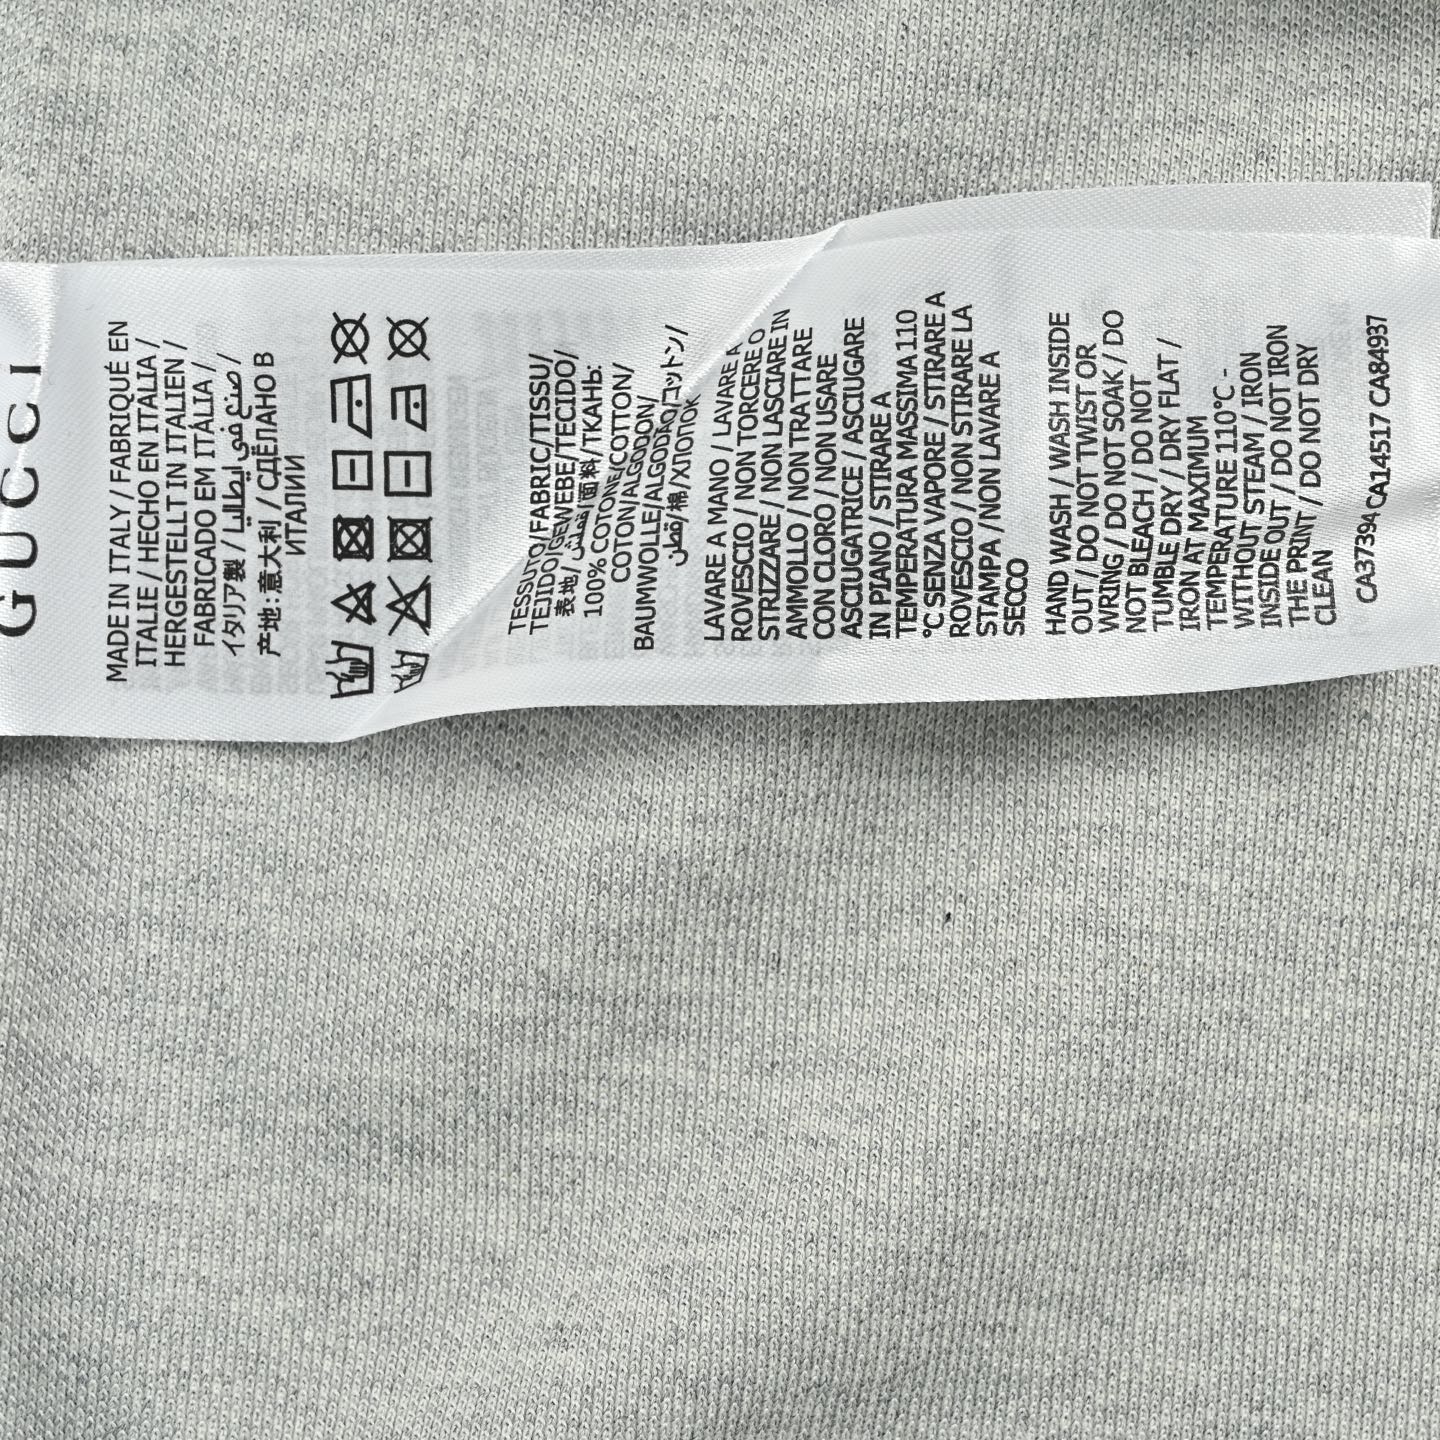 GUCCI
MADE IN ITALY / FABRIQUÉ EN
ITALIE / HECHO EN ITALIA /
HERGESTELLT IN ITALIEN /
FABRICADO EM ITÁLIA /
イタリア製 / صنع في ايطاليا /
产地:意大利 / СДЕЛАНО В
ИТАЛИИ
TESSUTO/FABRIC/TISSU/
TEJIDO/GEWEBE/TECIDO/
表地/قماش/面料/ТКАНЬ:
100% COTONE/COTTON/
COTON/ALGODON/
BAUMWOLLE/ALGODÃO/コットン/
قطن/棉/ХЛОПОК
LAVARE A MANO / LAVARE A
ROVESCIO / NON TORCERE O
STRIZZARE / NON LASCIARE IN
AMMOLLO / NON TRATTARE
CON CLORO / NON USARE
ASCIUGATRICE / ASCIUGARE
IN PIANO / STIRARE A
TEMPERATURA MASSIMA 110
°C SENZA VAPORE / STIRARE A
ROVESCIO / NON STIRARE LA
STAMPA /NON LAVARE A
SECCO
HAND WASH / WASH INSIDE
OUT / DO NOT TWIST OR
WRING / DO NOT SOAK / DO
NOT BLEACH / DO NOT
TUMBLE DRY / DRY FLAT /
IRON AT MAXIMUM
TEMPERATURE 110°C -
WITHOUT STEAM / IRON
INSIDE OUT / DO NOT IRON
THE PRINT / DO NOT DRY
CLEAN
CA37394 CA14517 CA84937